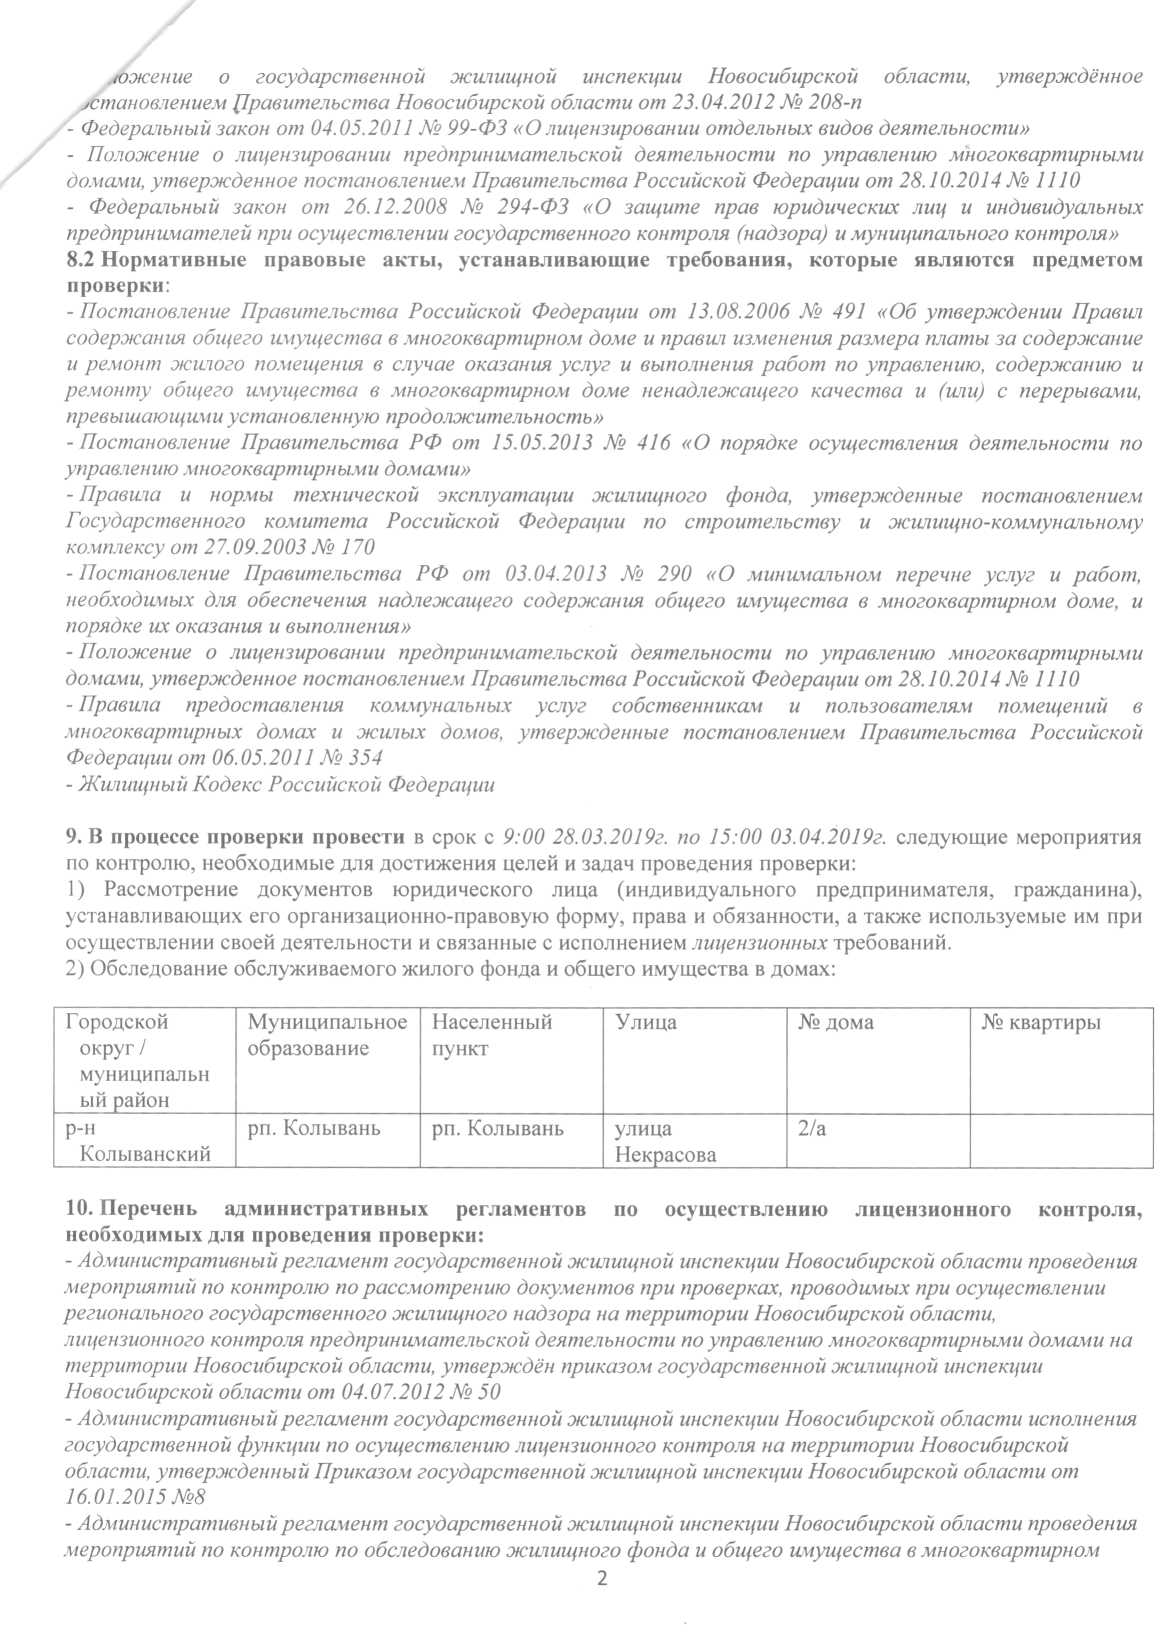 о государственной жилищной инспекции Новосибирской области, утверждённое
Правительства Новосибирской области от 23.04.2012 № 208-п
- Федеральный закон от 04.05.2011 № 99-ФЗ «О лицензировании отдельных видов деятельности»
- Положение о лицензировании предпринимательской деятельности по управлению многоквартирными
домами, утвержденное постановлением Правительства Российской Федерации от 28.10.2014 № 1110
- Федеральный закон от 26.12.2008 № 294-ФЗ «О защите прав юридических лиц и индивидуальных
предпринимателей при осуществлении государственного контроля (надзора) и муниципального контроля»
8.2 Нормативные правовые акты, устанавливающие требования, которые являются предметом
проверки:
- Постановление Правительства Российской Федерации от 13.08.2006 № 491 «Об утверждении Правил
содержания общего имущества в многоквартирном доме и правил изменения размера платы за содержание
и ремонт жилого помещения в случае оказания услуг и выполнения работ по управлению, содержанию и
ремонту общего имущества в многоквартирном доме ненадлежащего качества и (или) с перерывами,
превышающими установленную продолжительность»
- Постановление Правительства РФ от 15.05.2013 № 416 «О порядке осуществления деятельности по
управлению многоквартирными домами»
- Правила и нормы технической эксплуатации жилищного фонда, утвержденные постановлением
Государственного комитета Российской Федерации по строительству и жилищно-коммунальному
комплексу от 27.09.2003 № 170
- Постановление Правительства РФ от 03.04.2013 № 290 «О минимальном перечне услуг и работ,
необходимых для обеспечения надлежащего содержания общего имущества в многоквартирном доме, и
порядке их оказания и выполнения»
- Положение о лицензировании предпринимательской деятельности по управлению многоквартирными
домами, утвержденное постановлением Правительства Российской Федерации от 28.10.2014 № 1110
- Правила предоставления коммунальных услуг собственникам и пользователям помещений в
многоквартирных домах и жилых домов, утвержденные постановлением Правительства Российской
Федерации от 06.05.2011 № 354
- Жилищный Кодекс Российской Федерации
9. В процессе проверки провести в срок с 9:00 28.03.2019г. по 15:00 03.04.2019г. следующие мероприятия
по контролю, необходимые для достижения целей и задач проведения проверки:
1) Рассмотрение документов юридического лица (индивидуального предпринимателя, гражданина),
устанавливающих его организационно-правовую форму, права и обязанности, а также используемые им при
осуществлении своей деятельности и связанные с исполнением лицензионных требований.
2) Обследование обслуживаемого жилого фонда и общего имущества в домах:
Городской Муниципальное Населенный Улица № дома № квартиры
округ / образование пункт
муниципальн
ый район
р-н рп. Колывань рп. Колывань улица 2/а
Колыванский Некрасова
10. Перечень административных регламентов по осуществлению лицензионного контроля,
необходимых для проведения проверки:
- Административный регламент государственной жилищной инспекции Новосибирской области проведения
мероприятий по контролю по рассмотрению документов при проверках, проводимых при осуществлении
регионального государственного жилищного надзора на территории Новосибирской области,
лицензионного контроля предпринимательской деятельности по управлению многоквартирными домами на
территории Новосибирской области, утверждён приказом государственной жилищной инспекции
Новосибирской области от 04.07.2012 № 50
- Административный регламент государственной жилищной инспекции Новосибирской области исполнения
государственной функции по осуществлению лицензионного контроля на территории Новосибирской
области, утвержденный Приказом государственной жилищной инспекции Новосибирской области от
16.01.2015 №8
- Административный регламент государственной жилищной инспекции Новосибирской области проведения
мероприятий по контролю по обследованию жилищного фонда и общего имущества в многоквартирном
2